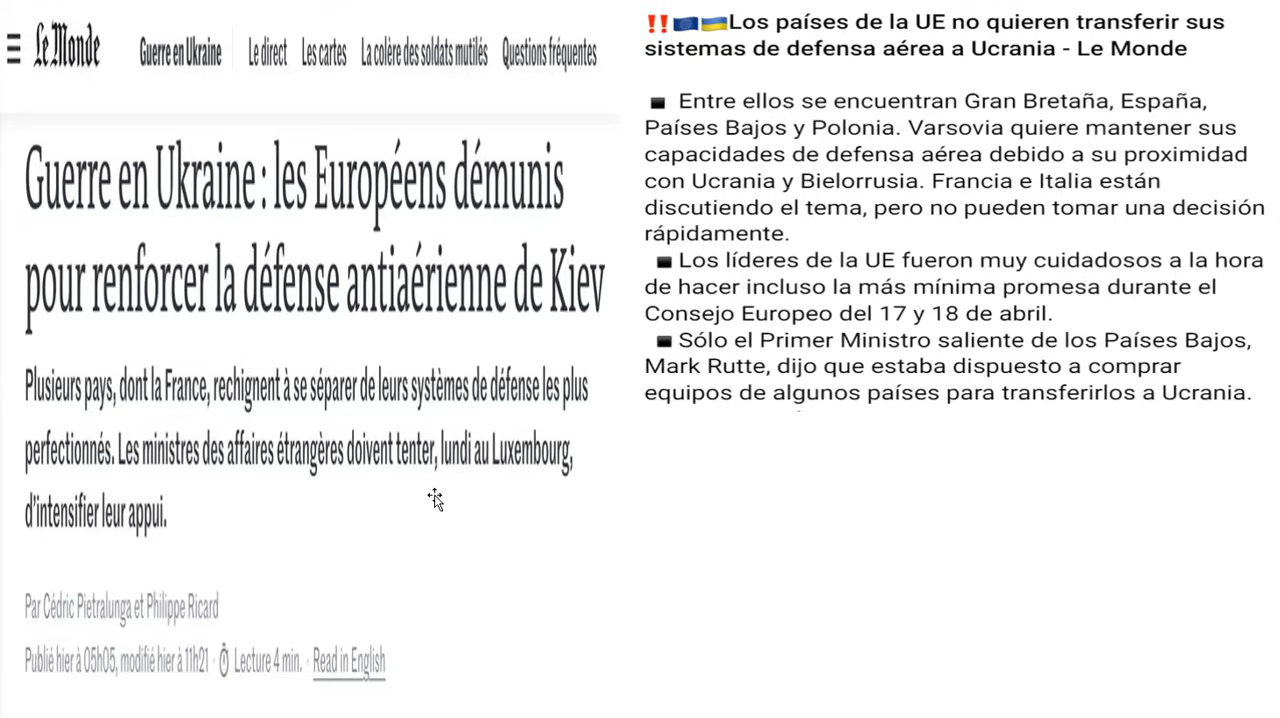 Le Monde
Guerre en Ukraine Le direct Les cartes La colère des soldats mutilés Questions fréquentes
Guerre en Ukraine : les Européens démunis
pour renforcer la défense antiaérienne de Kiev
Plusieurs pays, dont la France, rechignent à se séparer de leurs systèmes de défense les plus
perfectionnés. Les ministres des affaires étrangères doivent tenter, lundi au Luxembourg,
d'intensifier leur appui.
Par Cédric Pietralunga et Philippe Ricard
Publié hier à 05h05, modifié hier à 11h21 · Lecture 4 min. · Read in English
‼️🇪🇺🇺🇦Los países de la UE no quieren transferir sus
sistemas de defensa aérea a Ucrania - Le Monde
▪️ Entre ellos se encuentran Gran Bretaña, España,
Países Bajos y Polonia. Varsovia quiere mantener sus
capacidades de defensa aérea debido a su proximidad
con Ucrania y Bielorrusia. Francia e Italia están
discutiendo el tema, pero no pueden tomar una decisión
rápidamente.
▪️Los líderes de la UE fueron muy cuidadosos a la hora
de hacer incluso la más mínima promesa durante el
Consejo Europeo del 17 y 18 de abril.
▪️Sólo el Primer Ministro saliente de los Países Bajos,
Mark Rutte, dijo que estaba dispuesto a comprar
equipos de algunos países para transferirlos a Ucrania.